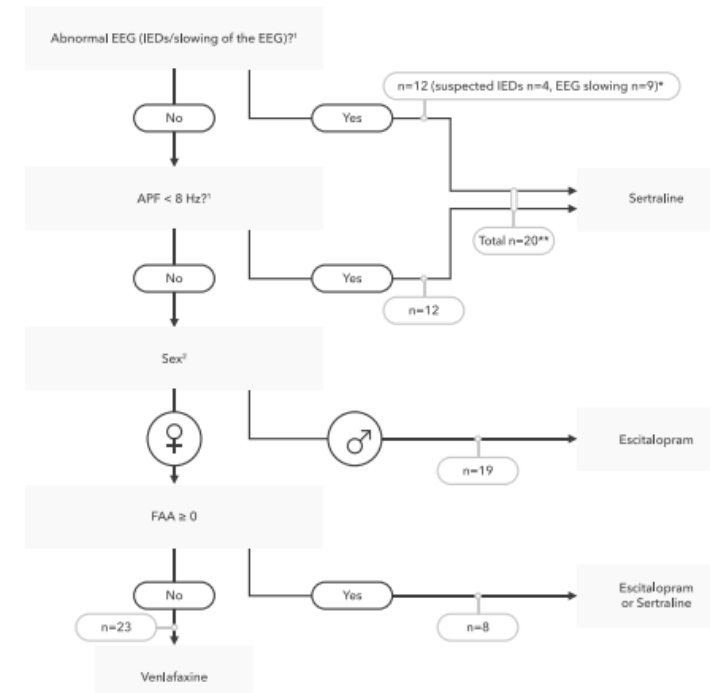 Abnormal EEG (IEDs/slowing of the EEG)?¹
n=12 (suspected IEDs n=4, EEG slowing n=9)*
No
Yes
APF < 8 Hz?¹
Sertraline
Total n=20**
No
Yes
n=12
Sex²
♀
♂
Escitalopram
n=19
FAA ≥ 0
No
Yes
Escitalopram
or Sertraline
n=23
n=8
Venlafaxine